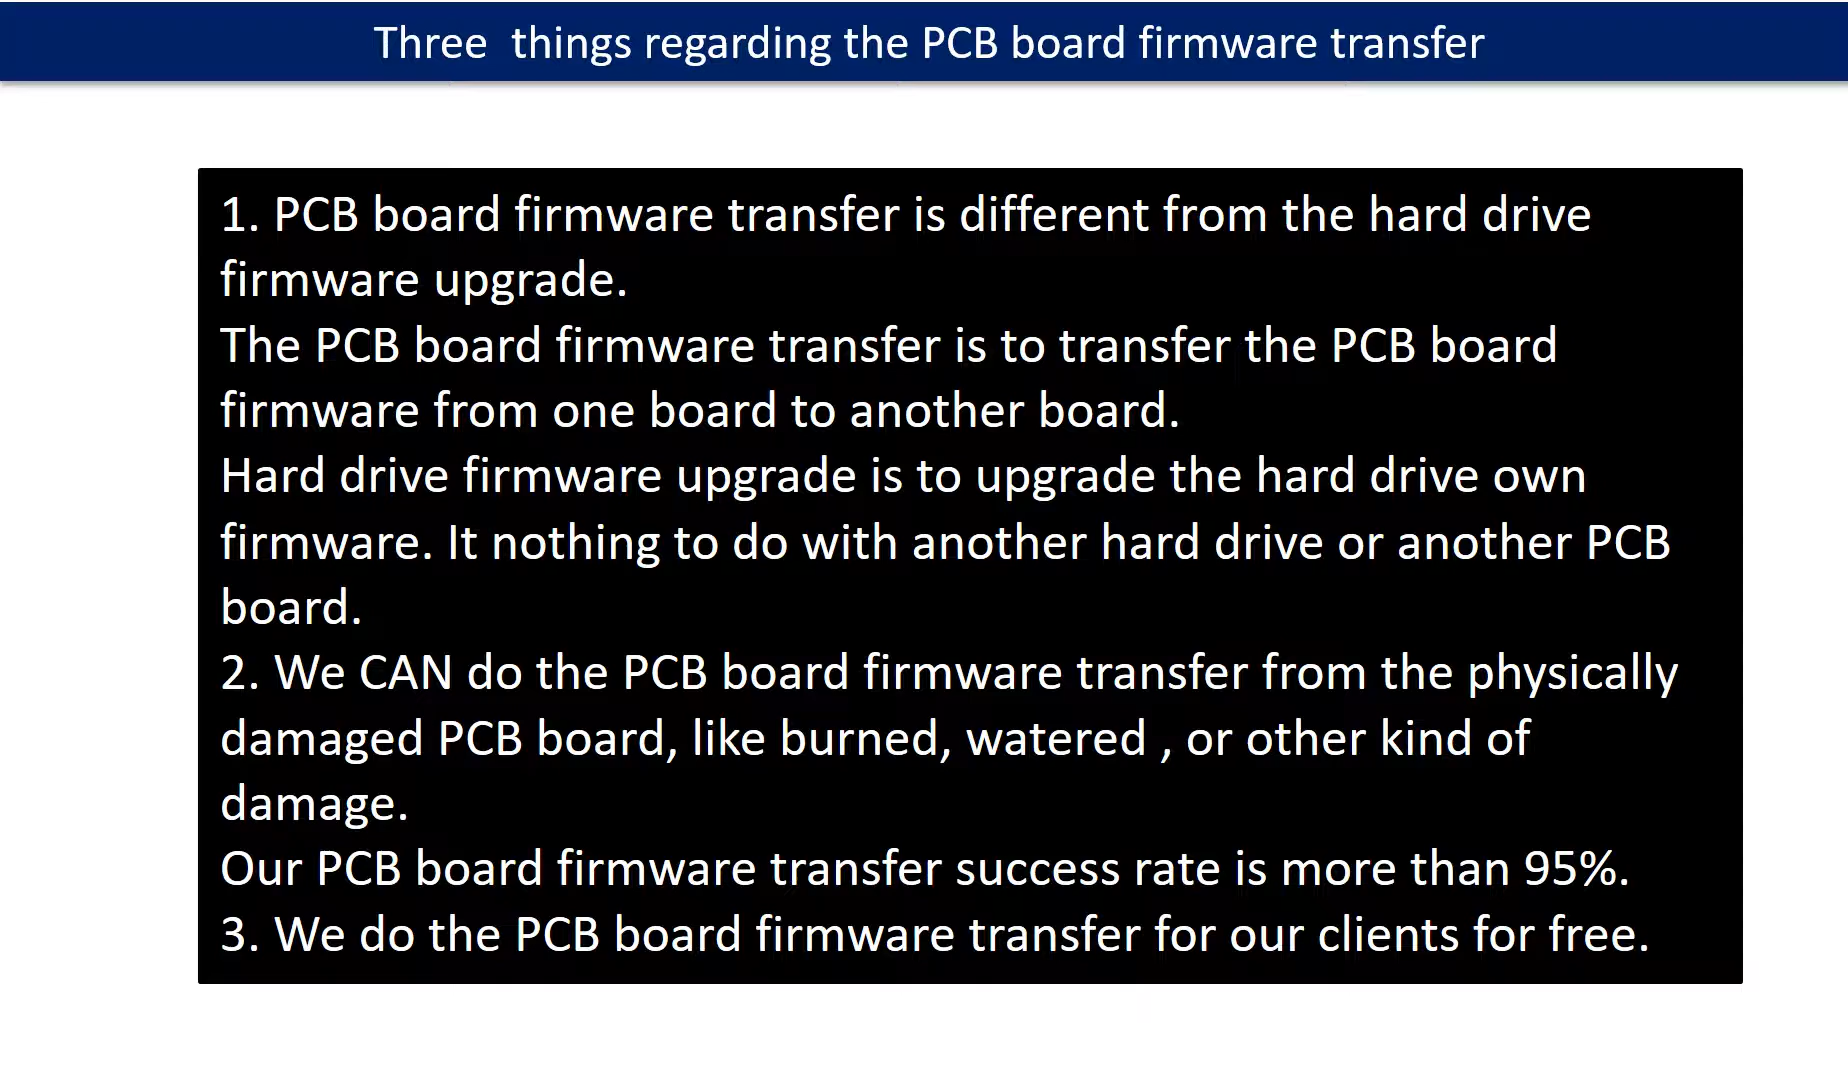 Three  things regarding the PCB board firmware transfer
1. PCB board firmware transfer is different from the hard drive
firmware upgrade.
The PCB board firmware transfer is to transfer the PCB board
firmware from one board to another board.
Hard drive firmware upgrade is to upgrade the hard drive own
firmware. It nothing to do with another hard drive or another PCB
board.
2. We CAN do the PCB board firmware transfer from the physically
damaged PCB board, like burned, watered , or other kind of
damage.
Our PCB board firmware transfer success rate is more than 95%.
3. We do the PCB board firmware transfer for our clients for free.